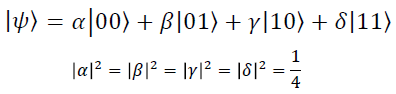 |ψ⟩ = α|00⟩ + β|01⟩ + γ|10⟩ + δ|11⟩
|α|² = |β|² = |γ|² = |δ|² = 1/4